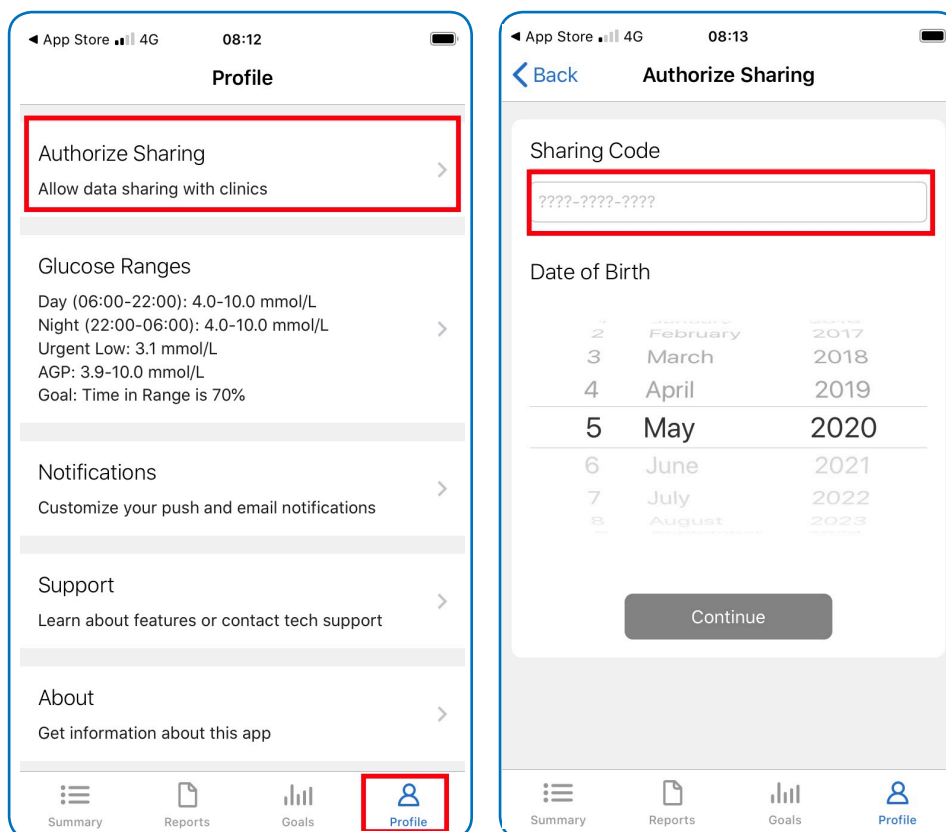 App Store 4G 08:12
Profile
Authorize Sharing
Allow data sharing with clinics
Glucose Ranges
Day (06:00-22:00): 4.0-10.0 mmol/L
Night (22:00-06:00): 4.0-10.0 mmol/L
Urgent Low: 3.1 mmol/L
AGP: 3.9-10.0 mmol/L
Goal: Time in Range is 70%
Notifications
Customize your push and email notifications
Support
Learn about features or contact tech support
About
Get information about this app
Summary Reports Goals Profile
App Store 4G 08:13
Back Authorize Sharing
Sharing Code
????-????-????
Date of Birth
2 February 2017
3 March 2018
4 April 2019
5 May 2020
6 June 2021
7 July 2022
8 August 2023
Continue
Summary Reports Goals Profile